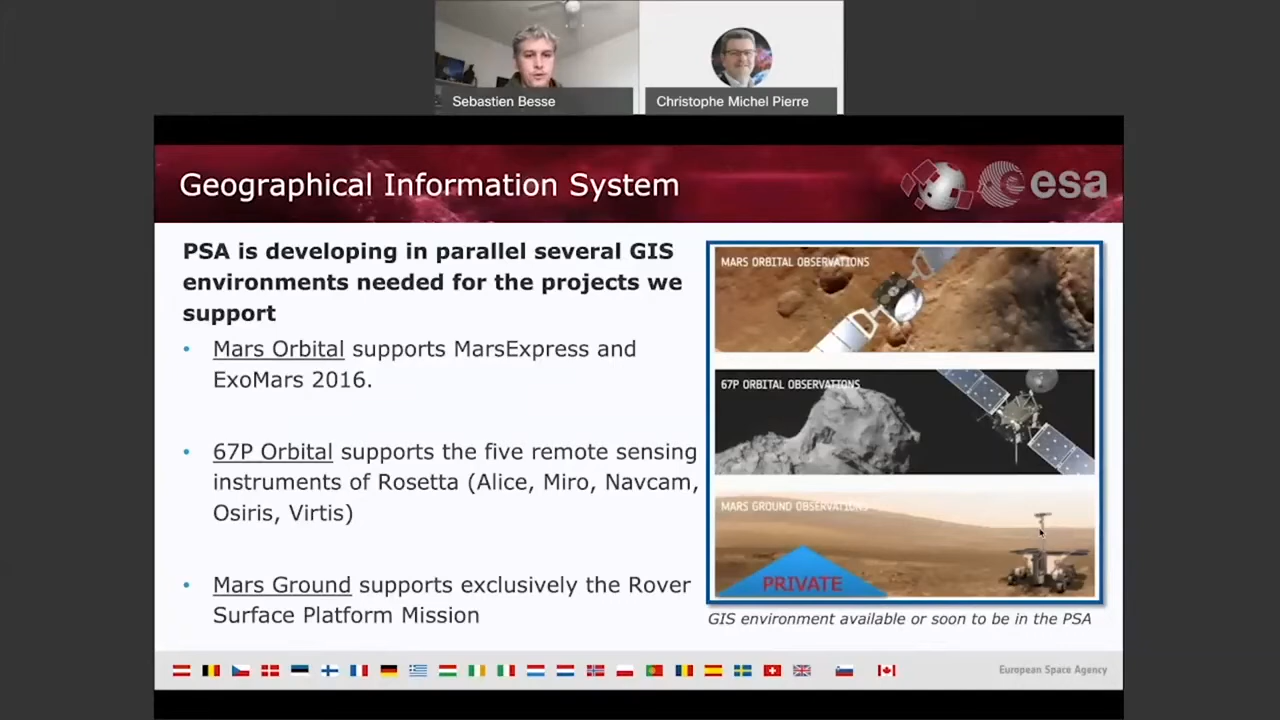 Sebastien Besse
Christophe Michel Pierre
Geographical Information System
esa
PSA is developing in parallel several GIS
environments needed for the projects we
support
• Mars Orbital supports MarsExpress and
ExoMars 2016.
• 67P Orbital supports the five remote sensing
instruments of Rosetta (Alice, Miro, Navcam,
Osiris, Virtis)
• Mars Ground supports exclusively the Rover
Surface Platform Mission
MARS ORBITAL OBSERVATIONS
67P ORBITAL OBSERVATIONS
MARS GROUND OBSERVATIONS
PRIVATE
GIS environment available or soon to be in the PSA
European Space Agency